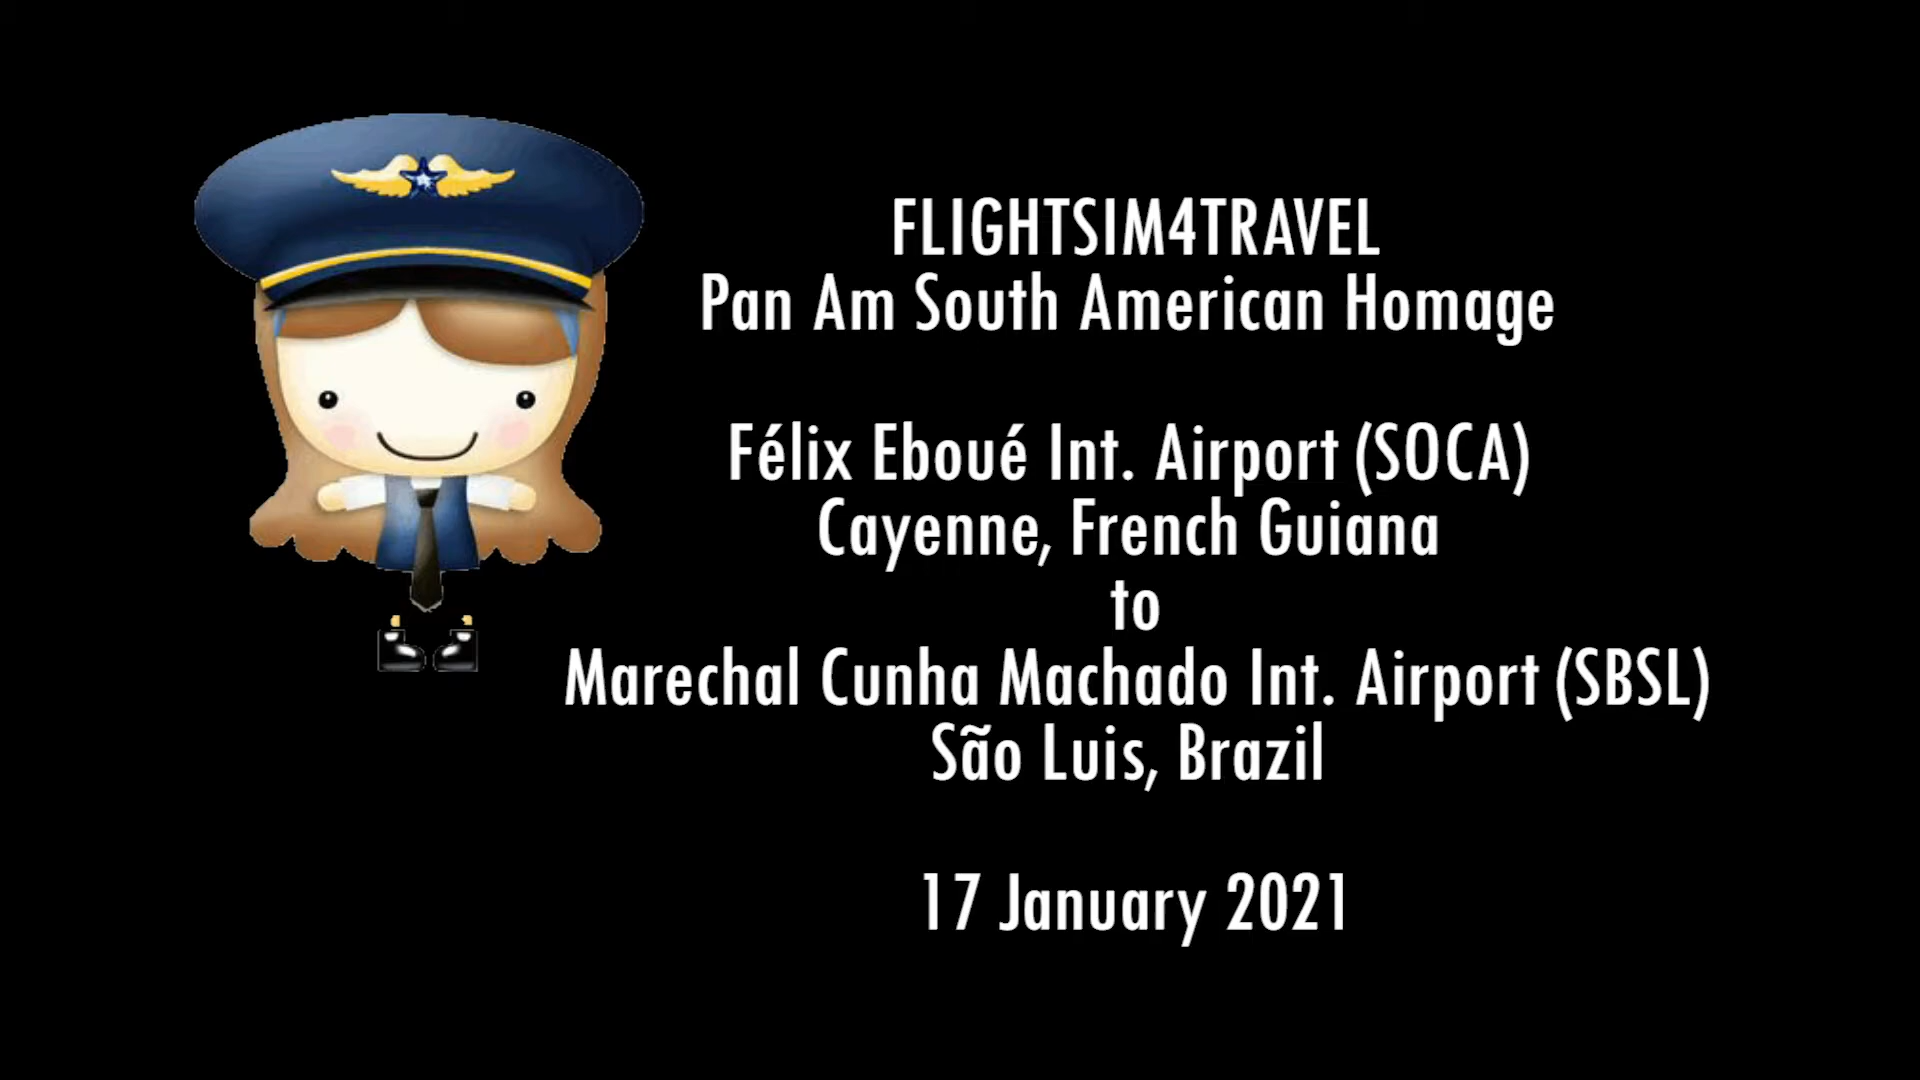 FLIGHTSIM4TRAVEL
Pan Am South American Homage
Félix Eboué Int. Airport (SOCA)
Cayenne, French Guiana
to
Marechal Cunha Machado Int. Airport (SBSL)
São Luis, Brazil
17 January 2021